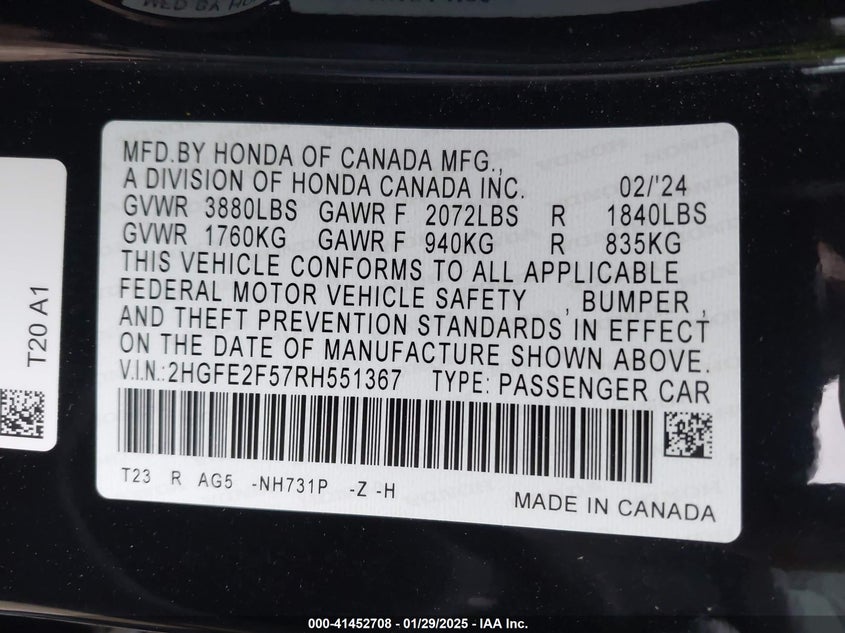 MFD.BY HONDA OF CANADA MFG.,
A DIVISION OF HONDA CANADA INC. 02/'24
GVWR 3880LBS GAWR F 2072LBS R 1840LBS
GVWR 1760KG GAWR F 940KG R 835KG
THIS VEHICLE CONFORMS TO ALL APPLICABLE
FEDERAL MOTOR VEHICLE SAFETY , BUMPER ,
AND THEFT PREVENTION STANDARDS IN EFFECT
ON THE DATE OF MANUFACTURE SHOWN ABOVE.
V.I.N.:2HGFE2F57RH551367 TYPE: PASSENGER CAR
T23 R AG5 -NH731P -Z -H
MADE IN CANADA
T20 A1
000-41452708 - 01/29/2025 - IAA Inc.